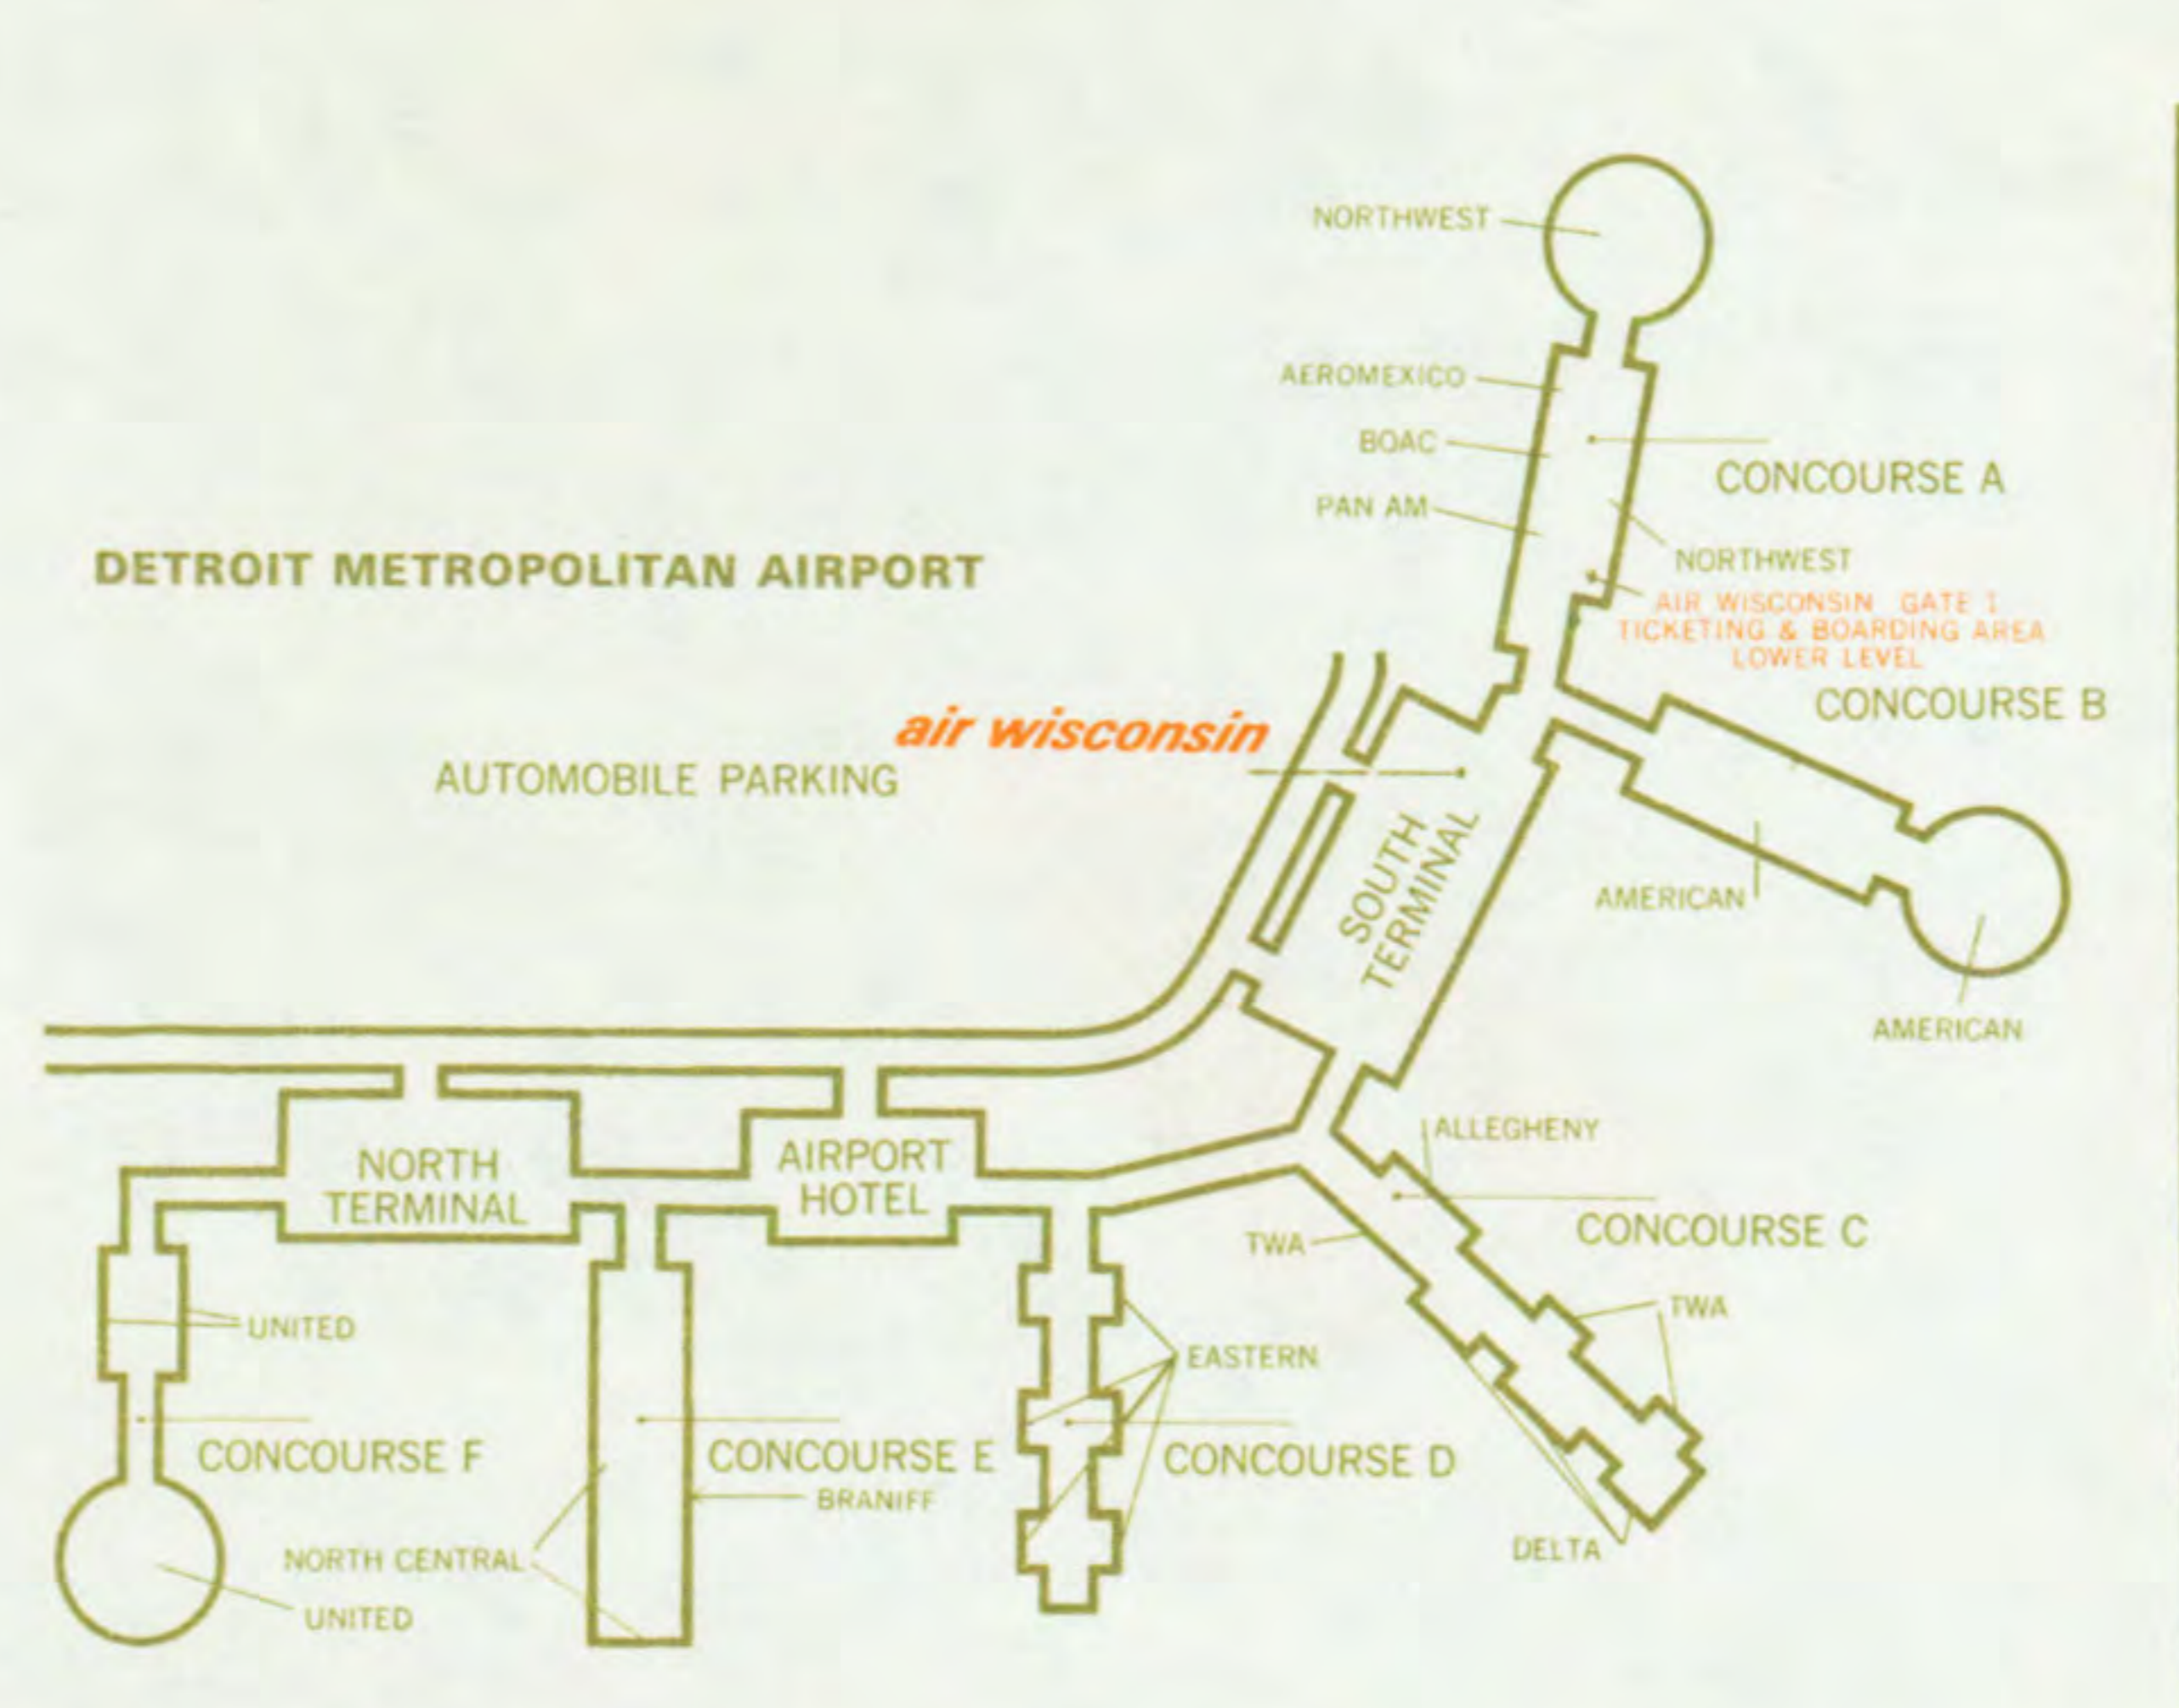 NORTHWEST
AEROMEXICO
BOAC
CONCOURSE A
PAN AM
NORTHWEST
DETROIT METROPOLITAN AIRPORT
AIR WISCONSIN GATE 1
TICKETING & BOARDING AREA
LOWER LEVEL
CONCOURSE B
air wisconsin
AUTOMOBILE PARKING
SOUTH
TERMINAL
AMERICAN
AMERICAN
ALLEGHENY
NORTH
TERMINAL
AIRPORT
HOTEL
CONCOURSE C
TWA
TWA
UNITED
EASTERN
CONCOURSE F
CONCOURSE E
CONCOURSE D
BRANIFF
NORTH CENTRAL
DELTA
UNITED